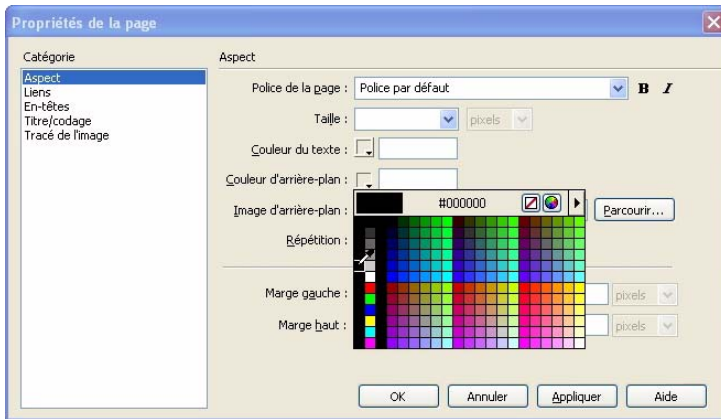 Propriétés de la page
Catégorie
Aspect
Liens
En-têtes
Titre/codage
Tracé de l'image
Aspect
Police de la page : Police par défaut B I
Taille : pixels
Couleur du texte :
Couleur d'arrière-plan :
#000000
Image d'arrière-plan : Parcourir...
Répétition :
Marge gauche : pixels
Marge haut : pixels
OK Annuler Appliquer Aide